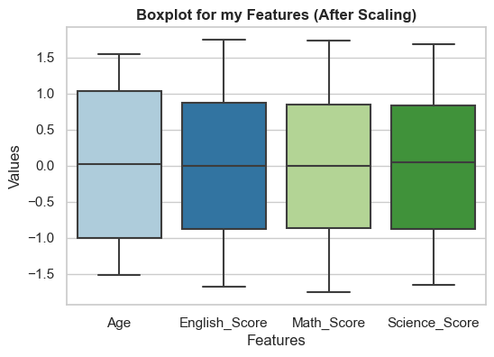 Boxplot for my Features (After Scaling)
1.5
1.0
0.5
0.0
−0.5
−1.0
−1.5
Values
Age English_Score Math_Score Science_Score
Features